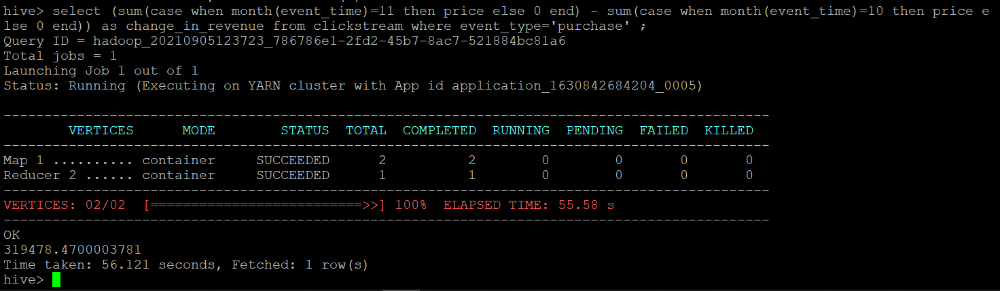 hive> select (sum(case when month(event_time)=11 then price else 0 end) - sum(case when month(event_time)=10 then price e
lse 0 end)) as change_in_revenue from clickstream where event_type='purchase' ;
Query ID = hadoop_20210905123723_786786e1-2fd2-45b7-8ac7-521884bc81a6
Total jobs = 1
Launching Job 1 out of 1
Status: Running (Executing on YARN cluster with App id application_1630842684204_0005)
----------------------------------------------------------------------------------------------
VERTICES MODE STATUS TOTAL COMPLETED RUNNING PENDING FAILED KILLED
----------------------------------------------------------------------------------------------
Map 1 .......... container SUCCEEDED 2 2 0 0 0 0
Reducer 2 ...... container SUCCEEDED 1 1 0 0 0 0
----------------------------------------------------------------------------------------------
VERTICES: 02/02 [==========================>>] 100% ELAPSED TIME: 55.58 s
----------------------------------------------------------------------------------------------
OK
319478.4700003781
Time taken: 56.121 seconds, Fetched: 1 row(s)
hive>